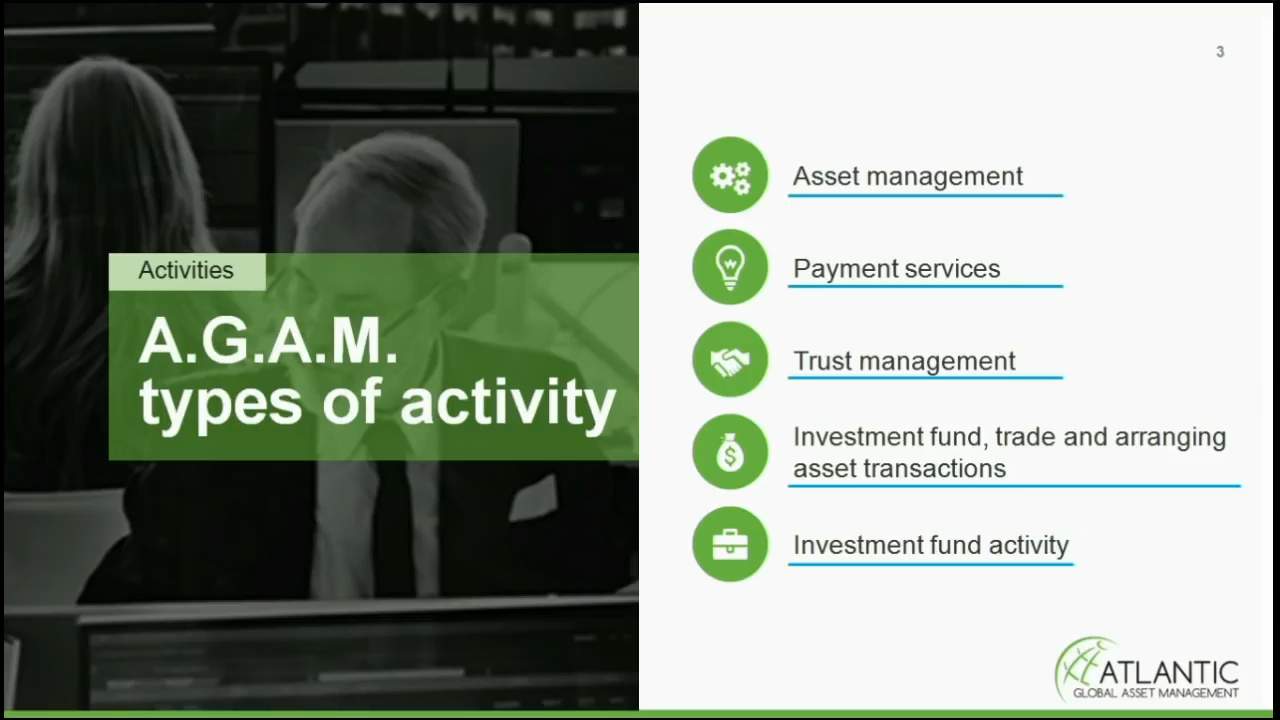 3
Activities
A.G.A.M.
types of activity
Asset management
Payment services
Trust management
Investment fund, trade and arranging
asset transactions
Investment fund activity
ATLANTIC
GLOBAL ASSET MANAGEMENT